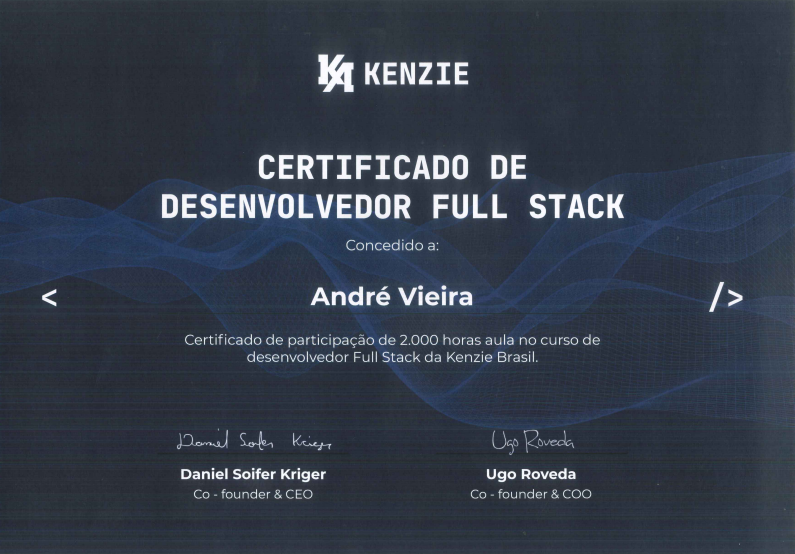 KA KENZIE
CERTIFICADO DE
DESENVOLVEDOR FULL STACK
Concedido a:
< André Vieira />
Certificado de participação de 2.000 horas aula no curso de
desenvolvedor Full Stack da Kenzie Brasil.
Daniel Soifer Kriger Ugo Roveda
Daniel Soifer Kriger Ugo Roveda
Co - founder & CEO Co - founder & COO